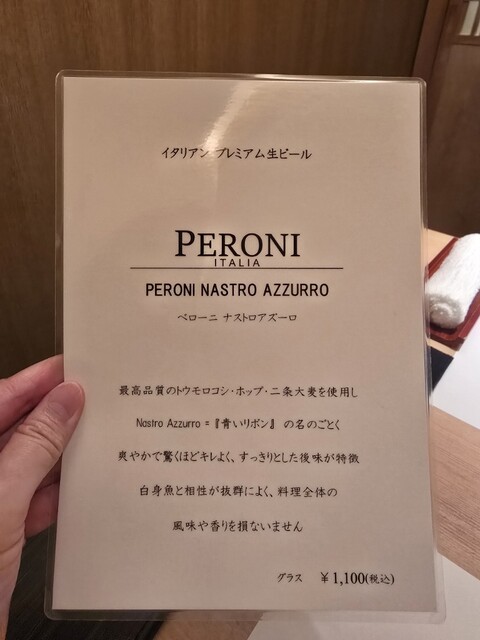 イタリアンプレミアム生ビール
PERONI
ITALIA
PERONI NASTRO AZZURRO
ペローニ ナストロアズーロ
最高品質のトウモロコシ・ホップ・二条大麦を使用し
Nastro Azzurro = 『青いリボン』 の名のごとく
爽やかで驚くほどキレよく、すっきりとした後味が特徴
白身魚と相性が抜群によく、料理全体の
風味や香りを損ないません
グラス ￥1,100(税込)